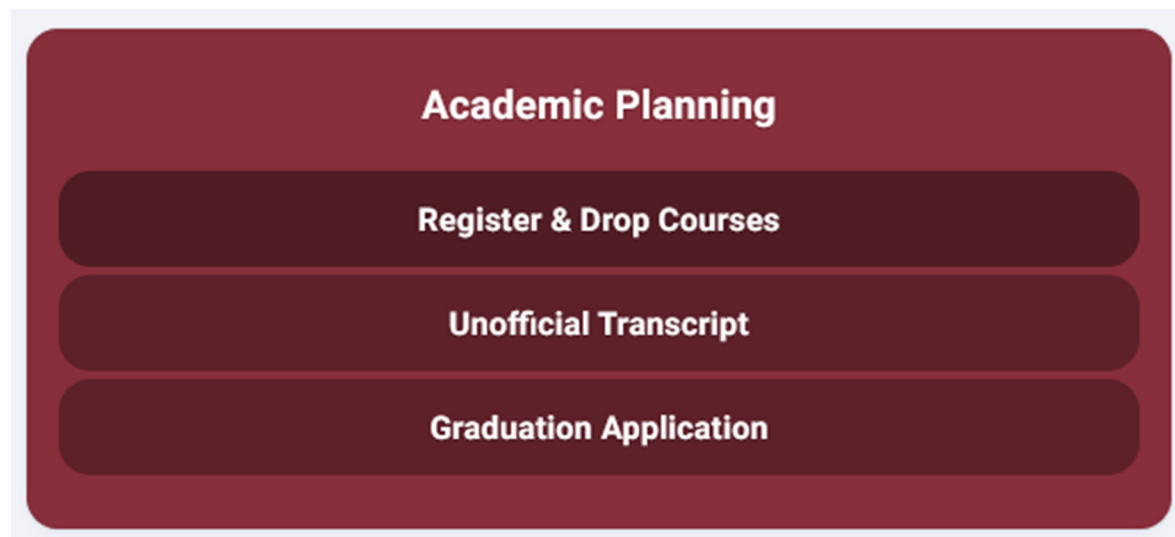 Academic Planning
Register & Drop Courses
Unofficial Transcript
Graduation Application